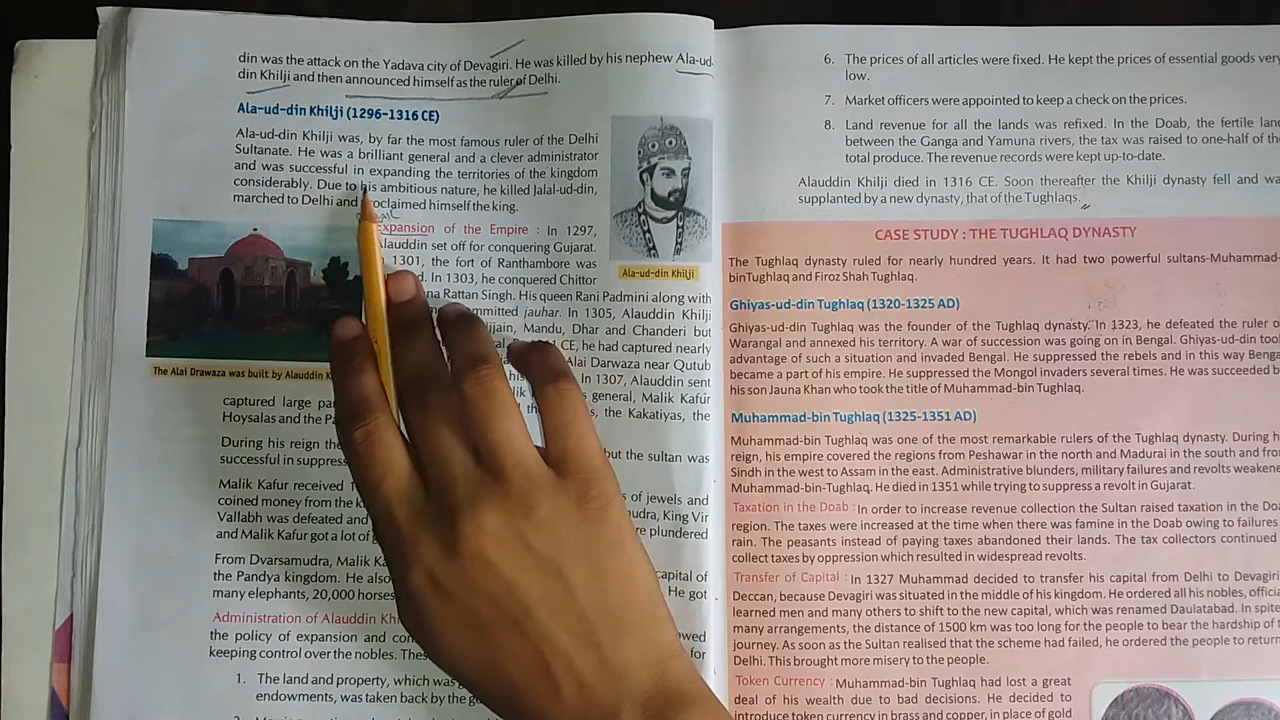 din was the attack on the Yadava city of Devagiri. He was killed by his nephew Ala-ud-
din Khilji and then announced himself as the ruler of Delhi.
Ala-ud-din Khilji (1296-1316 CE)
Ala-ud-din Khilji was, by far the most famous ruler of the Delhi
Sultanate. He was a brilliant general and a clever administrator
and was successful in expanding the territories of the kingdom
considerably. Due to his ambitious nature, he killed Jalal-ud-din,
marched to Delhi and proclaimed himself the king.
Expansion of the Empire : In 1297,
Alauddin set off for conquering Gujarat.
1301, the fort of Ranthambore was
In 1303, he conquered Chittor
Rattan Singh. His queen Rani Padmini along with
committed jauhar. In 1305, Alauddin Khilji
Mandu, Dhar and Chanderi but
CE, he had captured nearly
Alai Darwaza near Qutub
In 1307, Alauddin sent
general, Malik Kafur
the Kakatiyas, the
Ala-ud-din Khilji
The Alai Drawaza was built by Alauddin
captured large
Hoysalas and the
During his reign the
but the sultan was
successful in
Malik Kafur received
of jewels and
coined money from the
King Vir
Vallabh was defeated and
plundered
and Malik Kafur got a lot of
From Dvarsamudra, Malik
capital of
the Pandya kingdom. He also
He got
many elephants, 20,000 horses
Administration of Alauddin
the policy of expansion and
keeping control over the nobles.
for
1. The land and property, which was
endowments, was taken back by the
6. The prices of all articles were fixed. He kept the prices of essential goods very
low.
7. Market officers were appointed to keep a check on the prices.
8. Land revenue for all the lands was refixed. In the Doab, the fertile land
between the Ganga and Yamuna rivers, the tax was raised to one-half of the
total produce. The revenue records were kept up-to-date.
Alauddin Khilji died in 1316 CE. Soon thereafter the Khilji dynasty fell and
supplanted by a new dynasty, that of the Tughlaqs.
CASE STUDY : THE TUGHLAQ DYNASTY
The Tughlaq dynasty ruled for nearly hundred years. It had two powerful sultans-Muhammad-
binTughlaq and Firoz Shah Tughlaq.
Ghiyas-ud-din Tughlaq (1320-1325 AD)
Ghiyas-ud-din Tughlaq was the founder of the Tughlaq dynasty. In 1323, he defeated the ruler
Warangal and annexed his territory. A war of succession was going on in Bengal. Ghiyas-ud-din
advantage of such a situation and invaded Bengal. He suppressed the rebels and in this way
became a part of his empire. He suppressed the Mongol invaders several times. He was succeeded
his son Jauna Khan who took the title of Muhammad-bin Tughlaq.
Muhammad-bin Tughlaq (1325-1351 AD)
Muhammad-bin Tughlaq was one of the most remarkable rulers of the Tughlaq dynasty. During
reign, his empire covered the regions from Peshawar in the north and Madurai in the south and
Sindh in the west to Assam in the east. Administrative blunders, military failures and revolts
Muhammad-bin-Tughlaq. He died in 1351 while trying to suppress a revolt in Gujarat.
Taxation in the Doab : In order to increase revenue collection the Sultan raised taxation in the
region. The taxes were increased at the time when there was famine in the Doab owing to failures
rain. The peasants instead of paying taxes abandoned their lands. The tax collectors continued
collect taxes by oppression which resulted in widespread revolts.
Transfer of Capital : In 1327 Muhammad decided to transfer his capital from Delhi to Devagiri
Deccan, because Devagiri was situated in the middle of his kingdom. He ordered all his nobles,
learned men and many others to shift to the new capital, which was renamed Daulatabad. In spite
many arrangements, the distance of 1500 km was too long for the people to bear the hardship of
journey. As soon as the Sultan realised that the scheme had failed, he ordered the people to return
Delhi. This brought more misery to the people.
Token Currency : Muhammad-bin Tughlaq had lost a great
deal of his wealth due to bad decisions. He decided to
introduce token currency in brass and copper, in place of gold